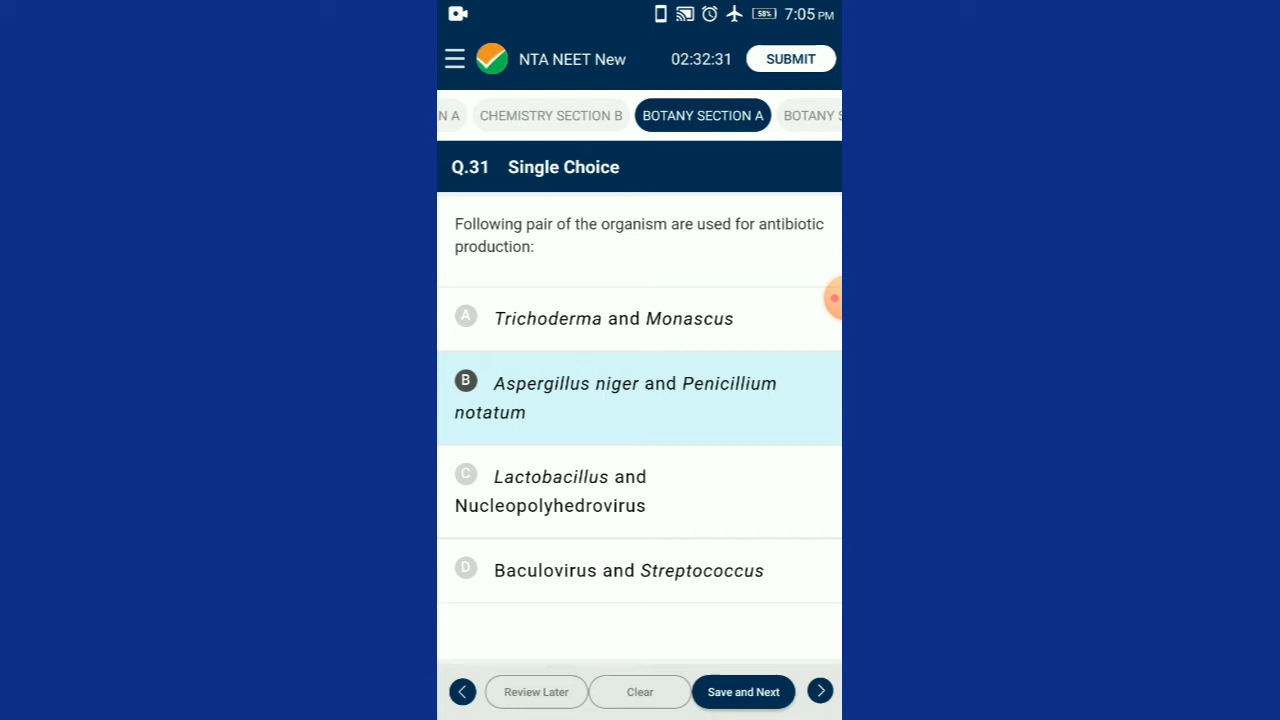 58% 7:05 PM
NTA NEET New 02:32:31 SUBMIT
N A CHEMISTRY SECTION B BOTANY SECTION A BOTANY S
Q.31 Single Choice
Following pair of the organism are used for antibiotic
production:
A Trichoderma and Monascus
B Aspergillus niger and Penicillium
notatum
C Lactobacillus and
Nucleopolyhedrovirus
D Baculovirus and Streptococcus
Review Later Clear Save and Next